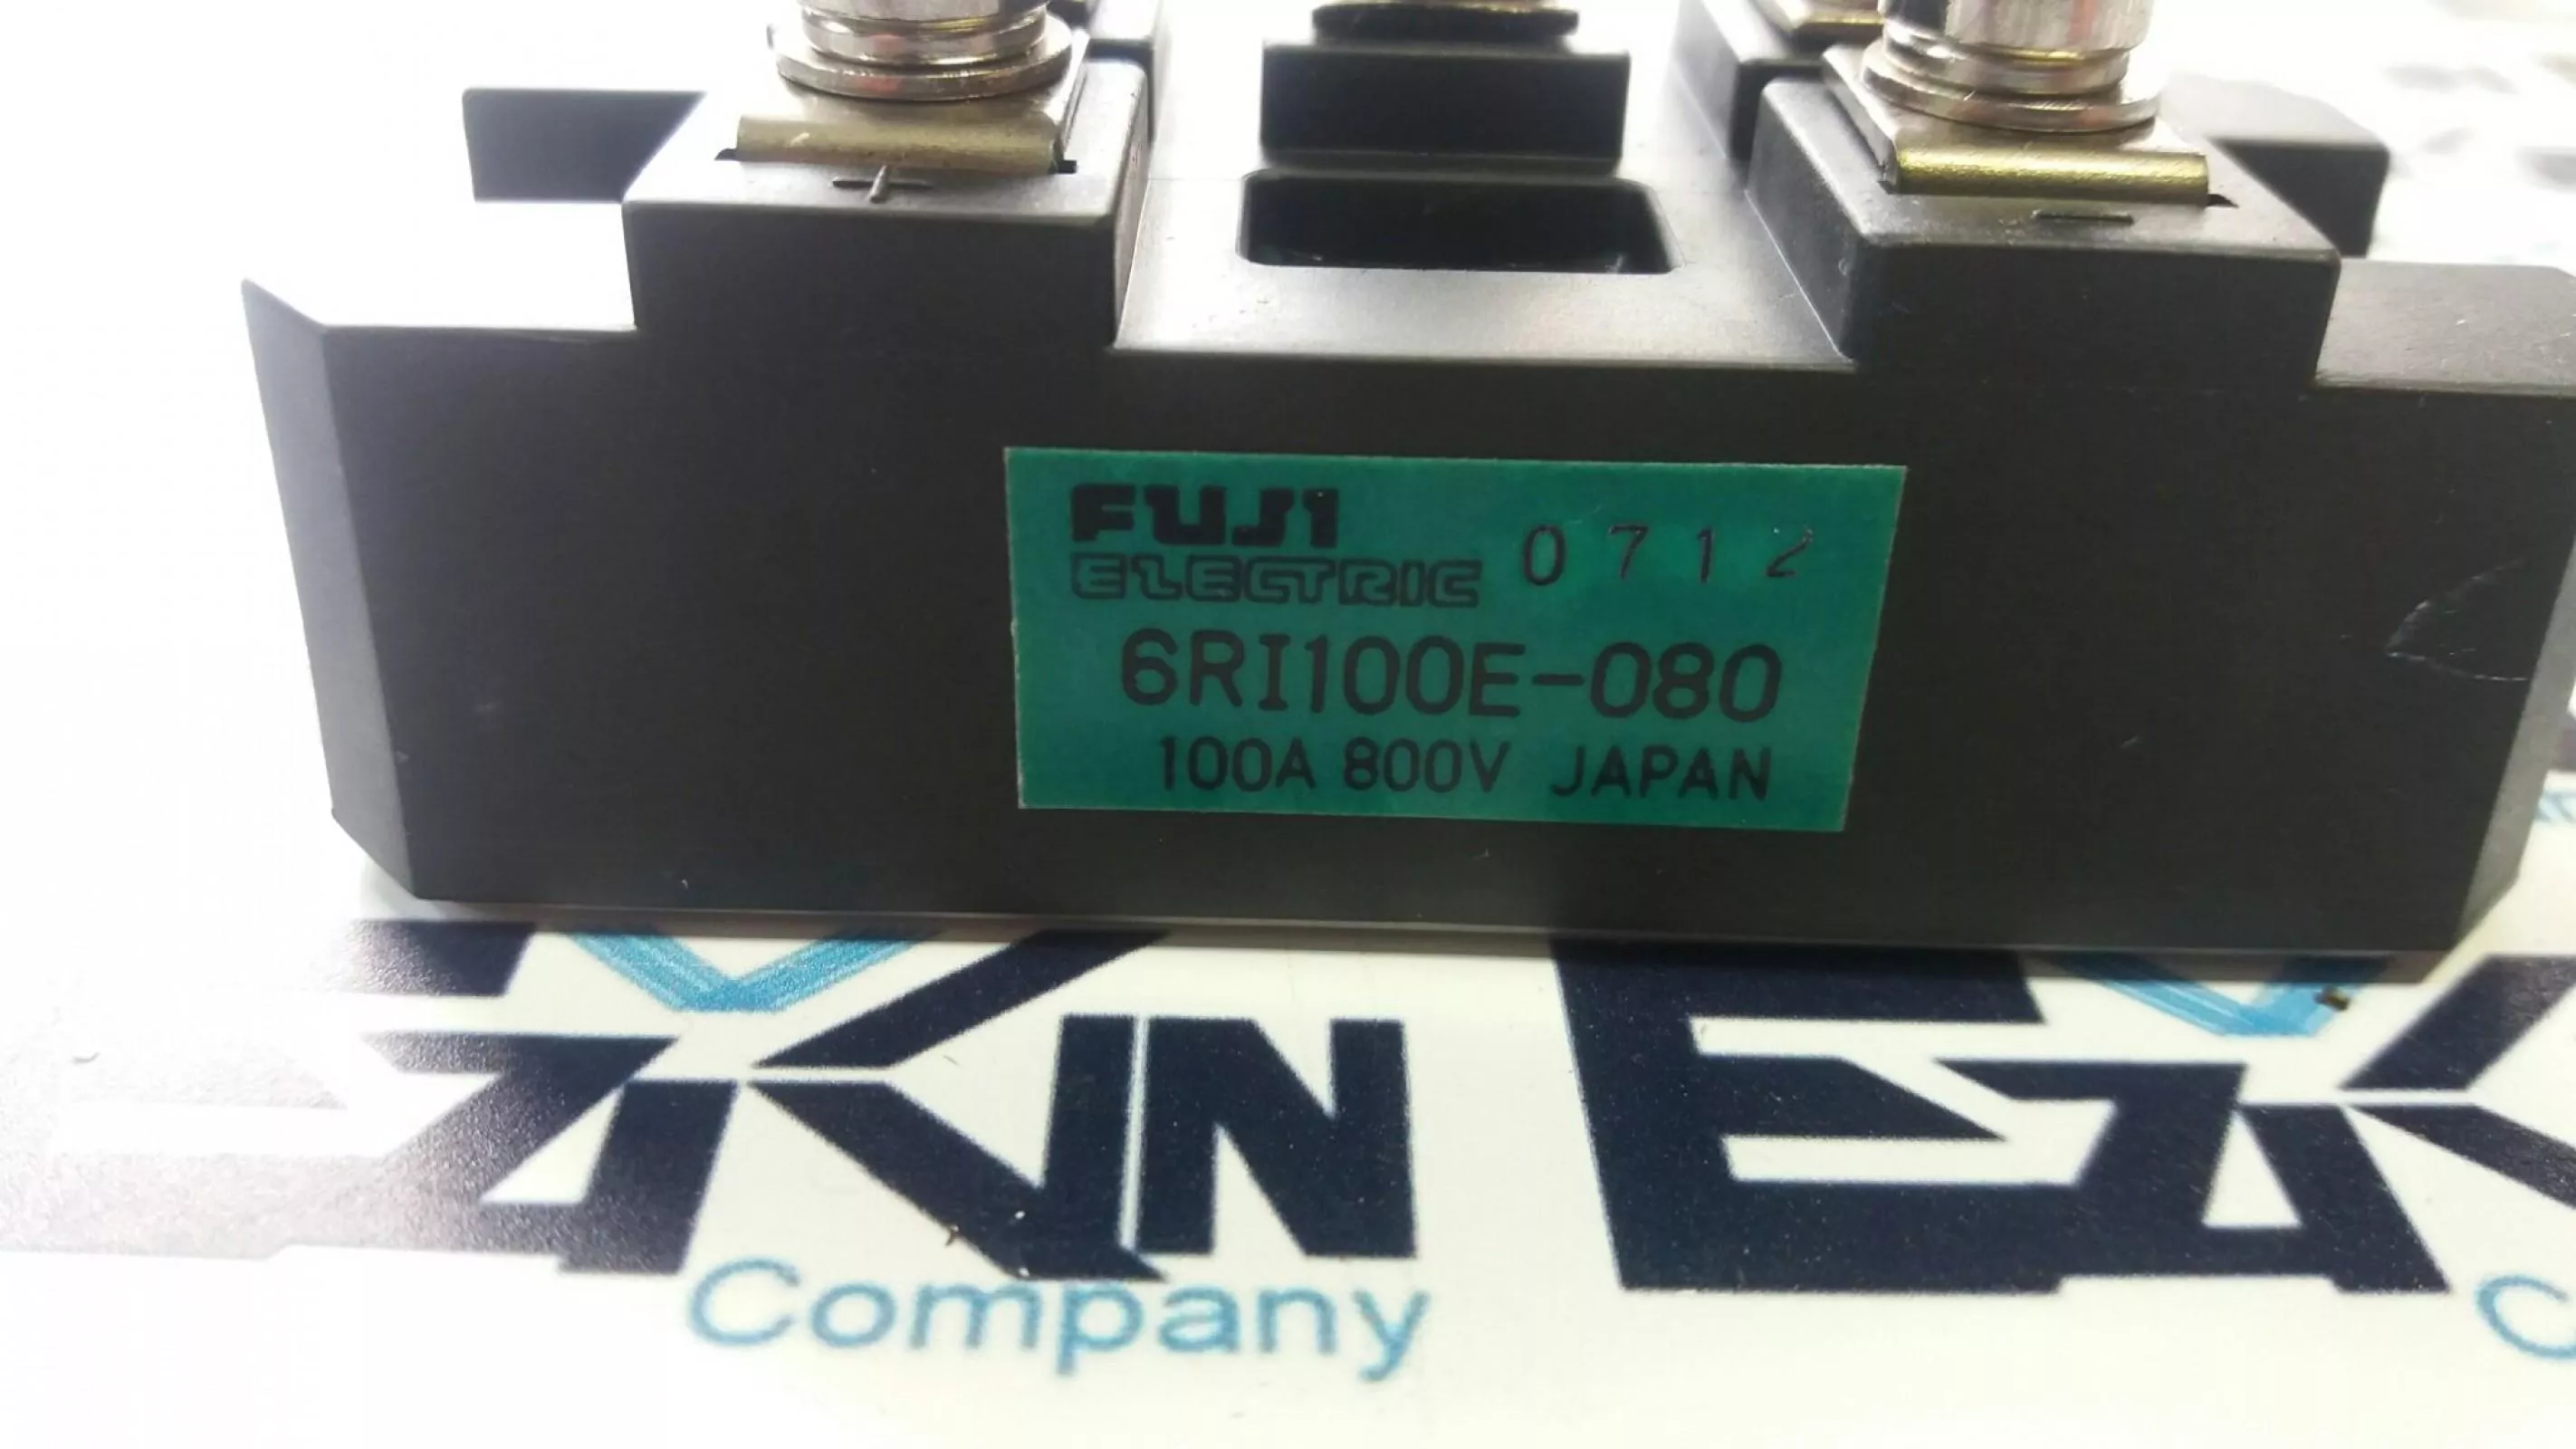 + −
FUJI
ELECTRIC 0712
6RI100E-080
100A 800V JAPAN
Company